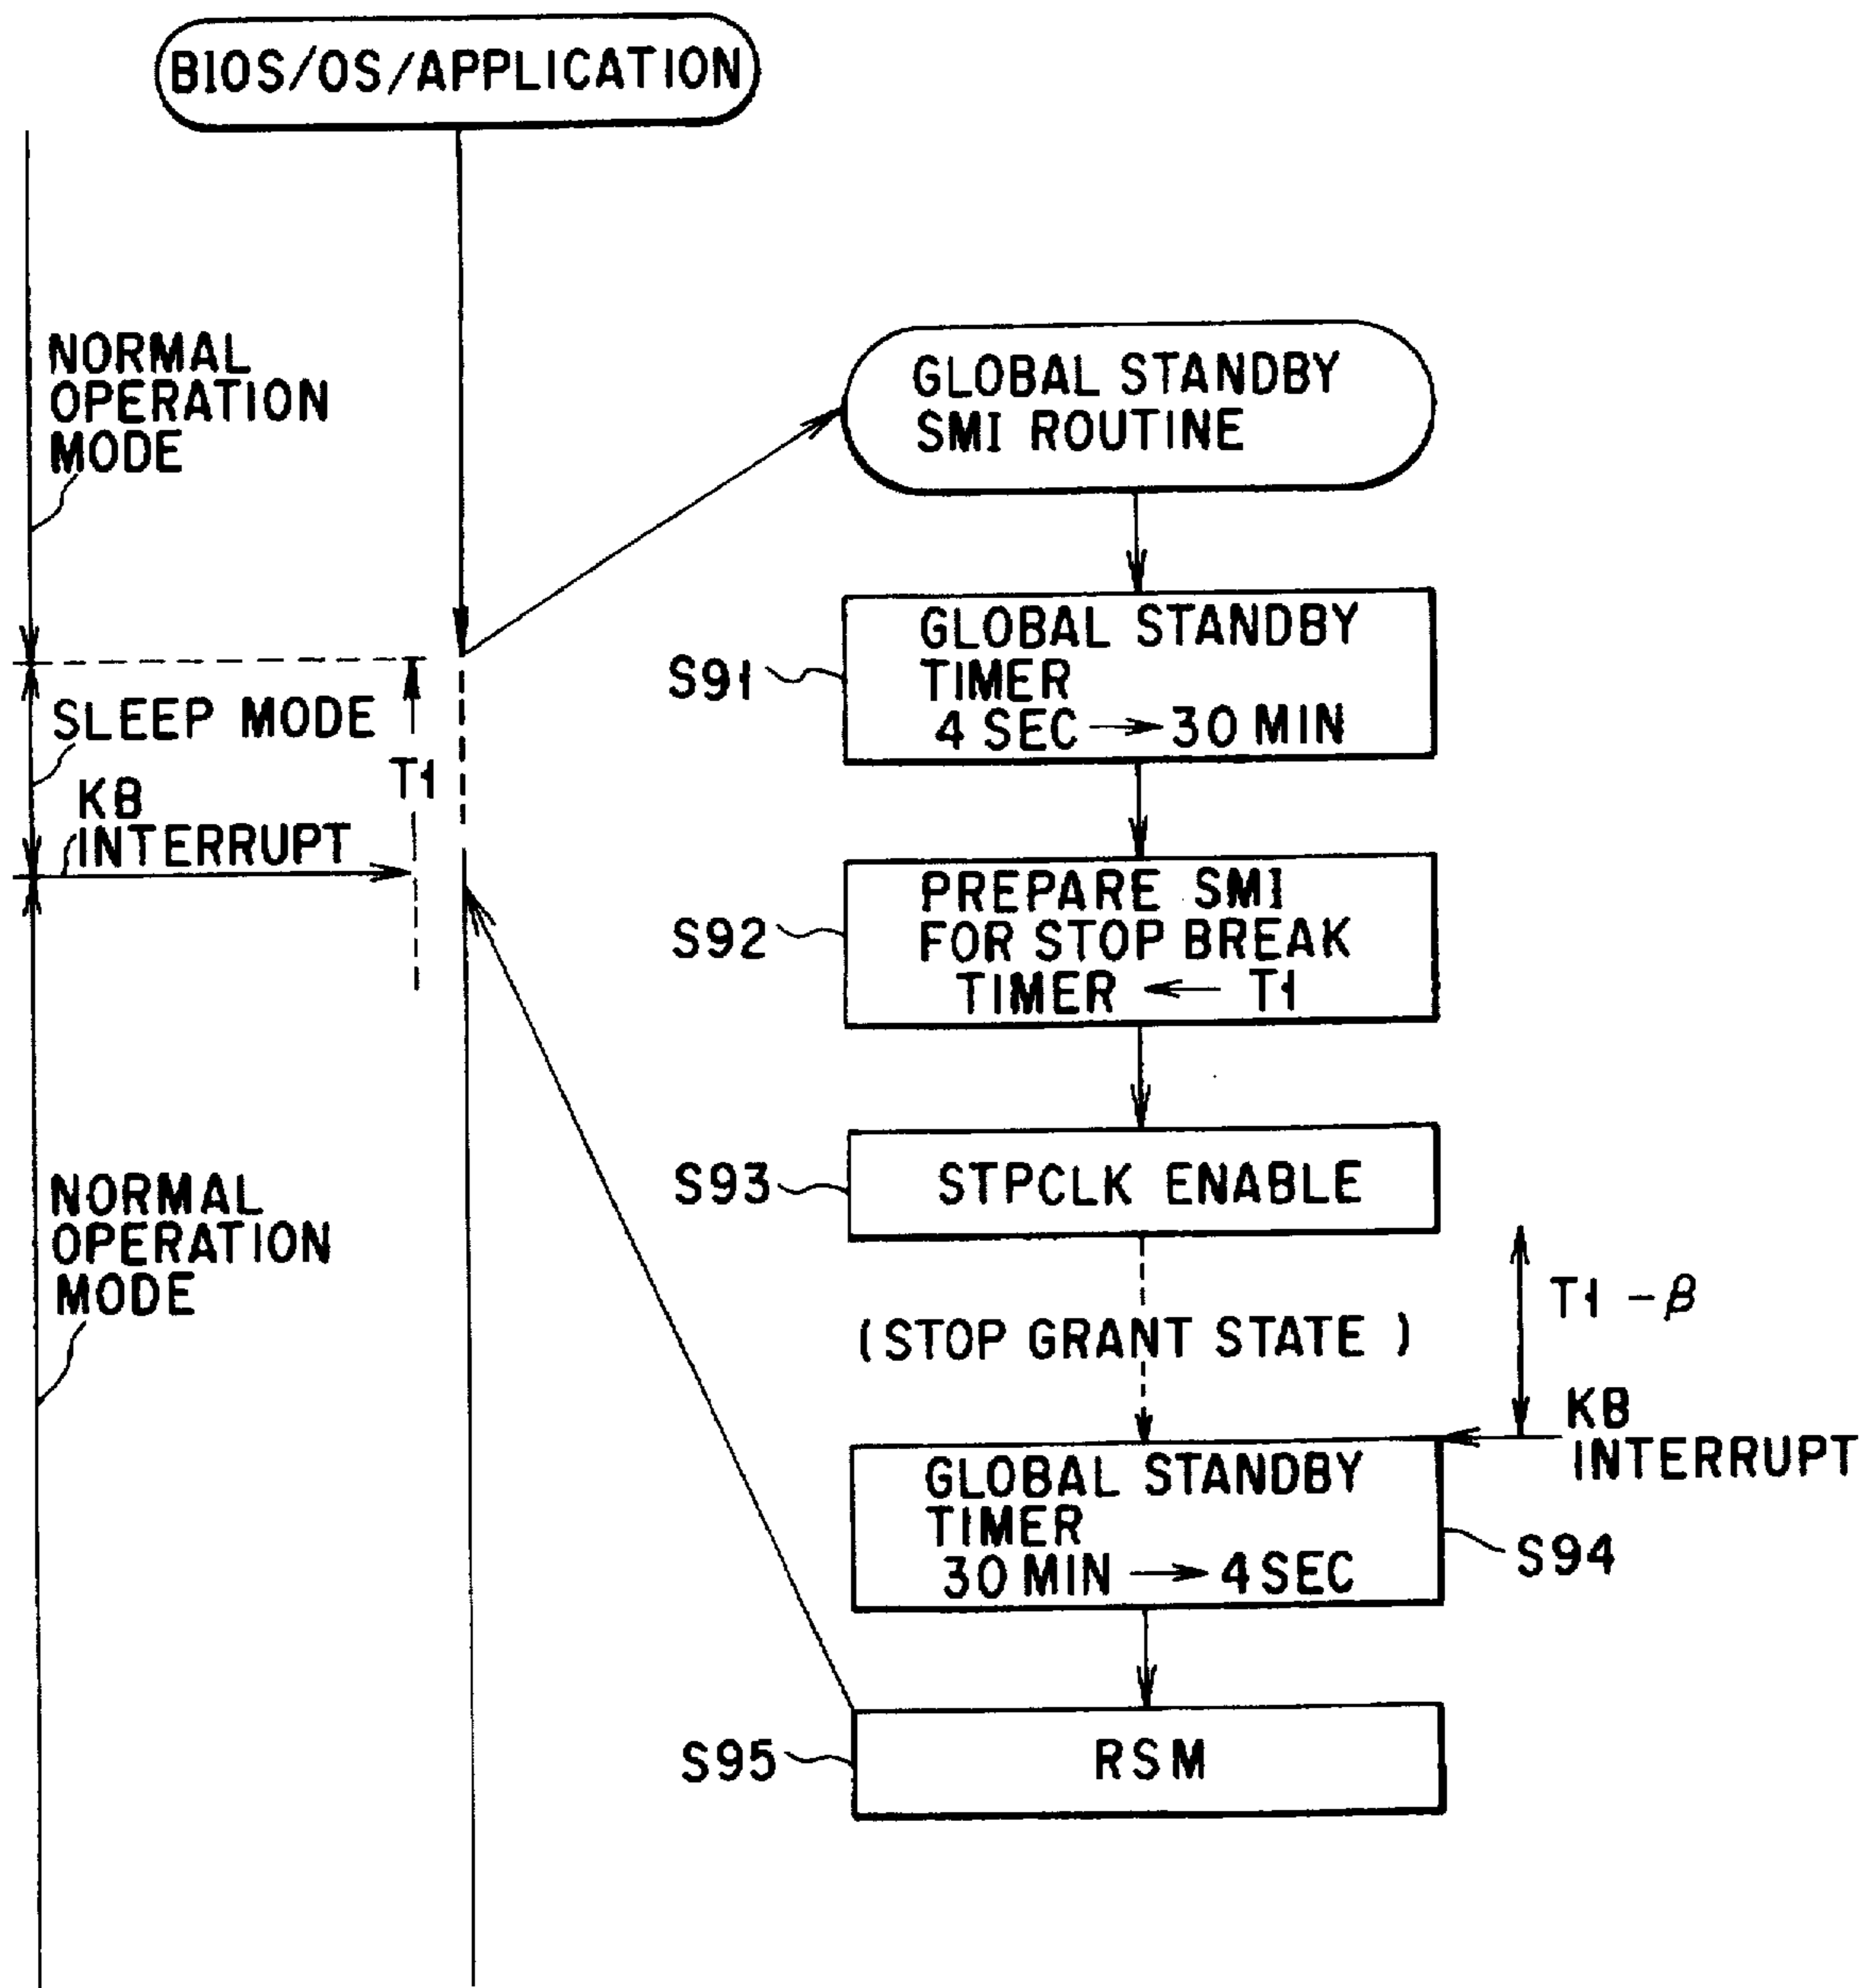 BIOS/OS/APPLICATION
NORMAL
OPERATION
MODE
SLEEP MODE
T1
KB
INTERRUPT
NORMAL
OPERATION
MODE
GLOBAL STANDBY
SMI ROUTINE
S91
GLOBAL STANDBY
TIMER
4 SEC → 30 MIN
S92
PREPARE SMI
FOR STOP BREAK
TIMER ← T1
S93
STPCLK ENABLE
(STOP GRANT STATE )
T1 - β
KB
INTERRUPT
GLOBAL STANDBY
TIMER
30 MIN → 4 SEC
S94
S95
RSM